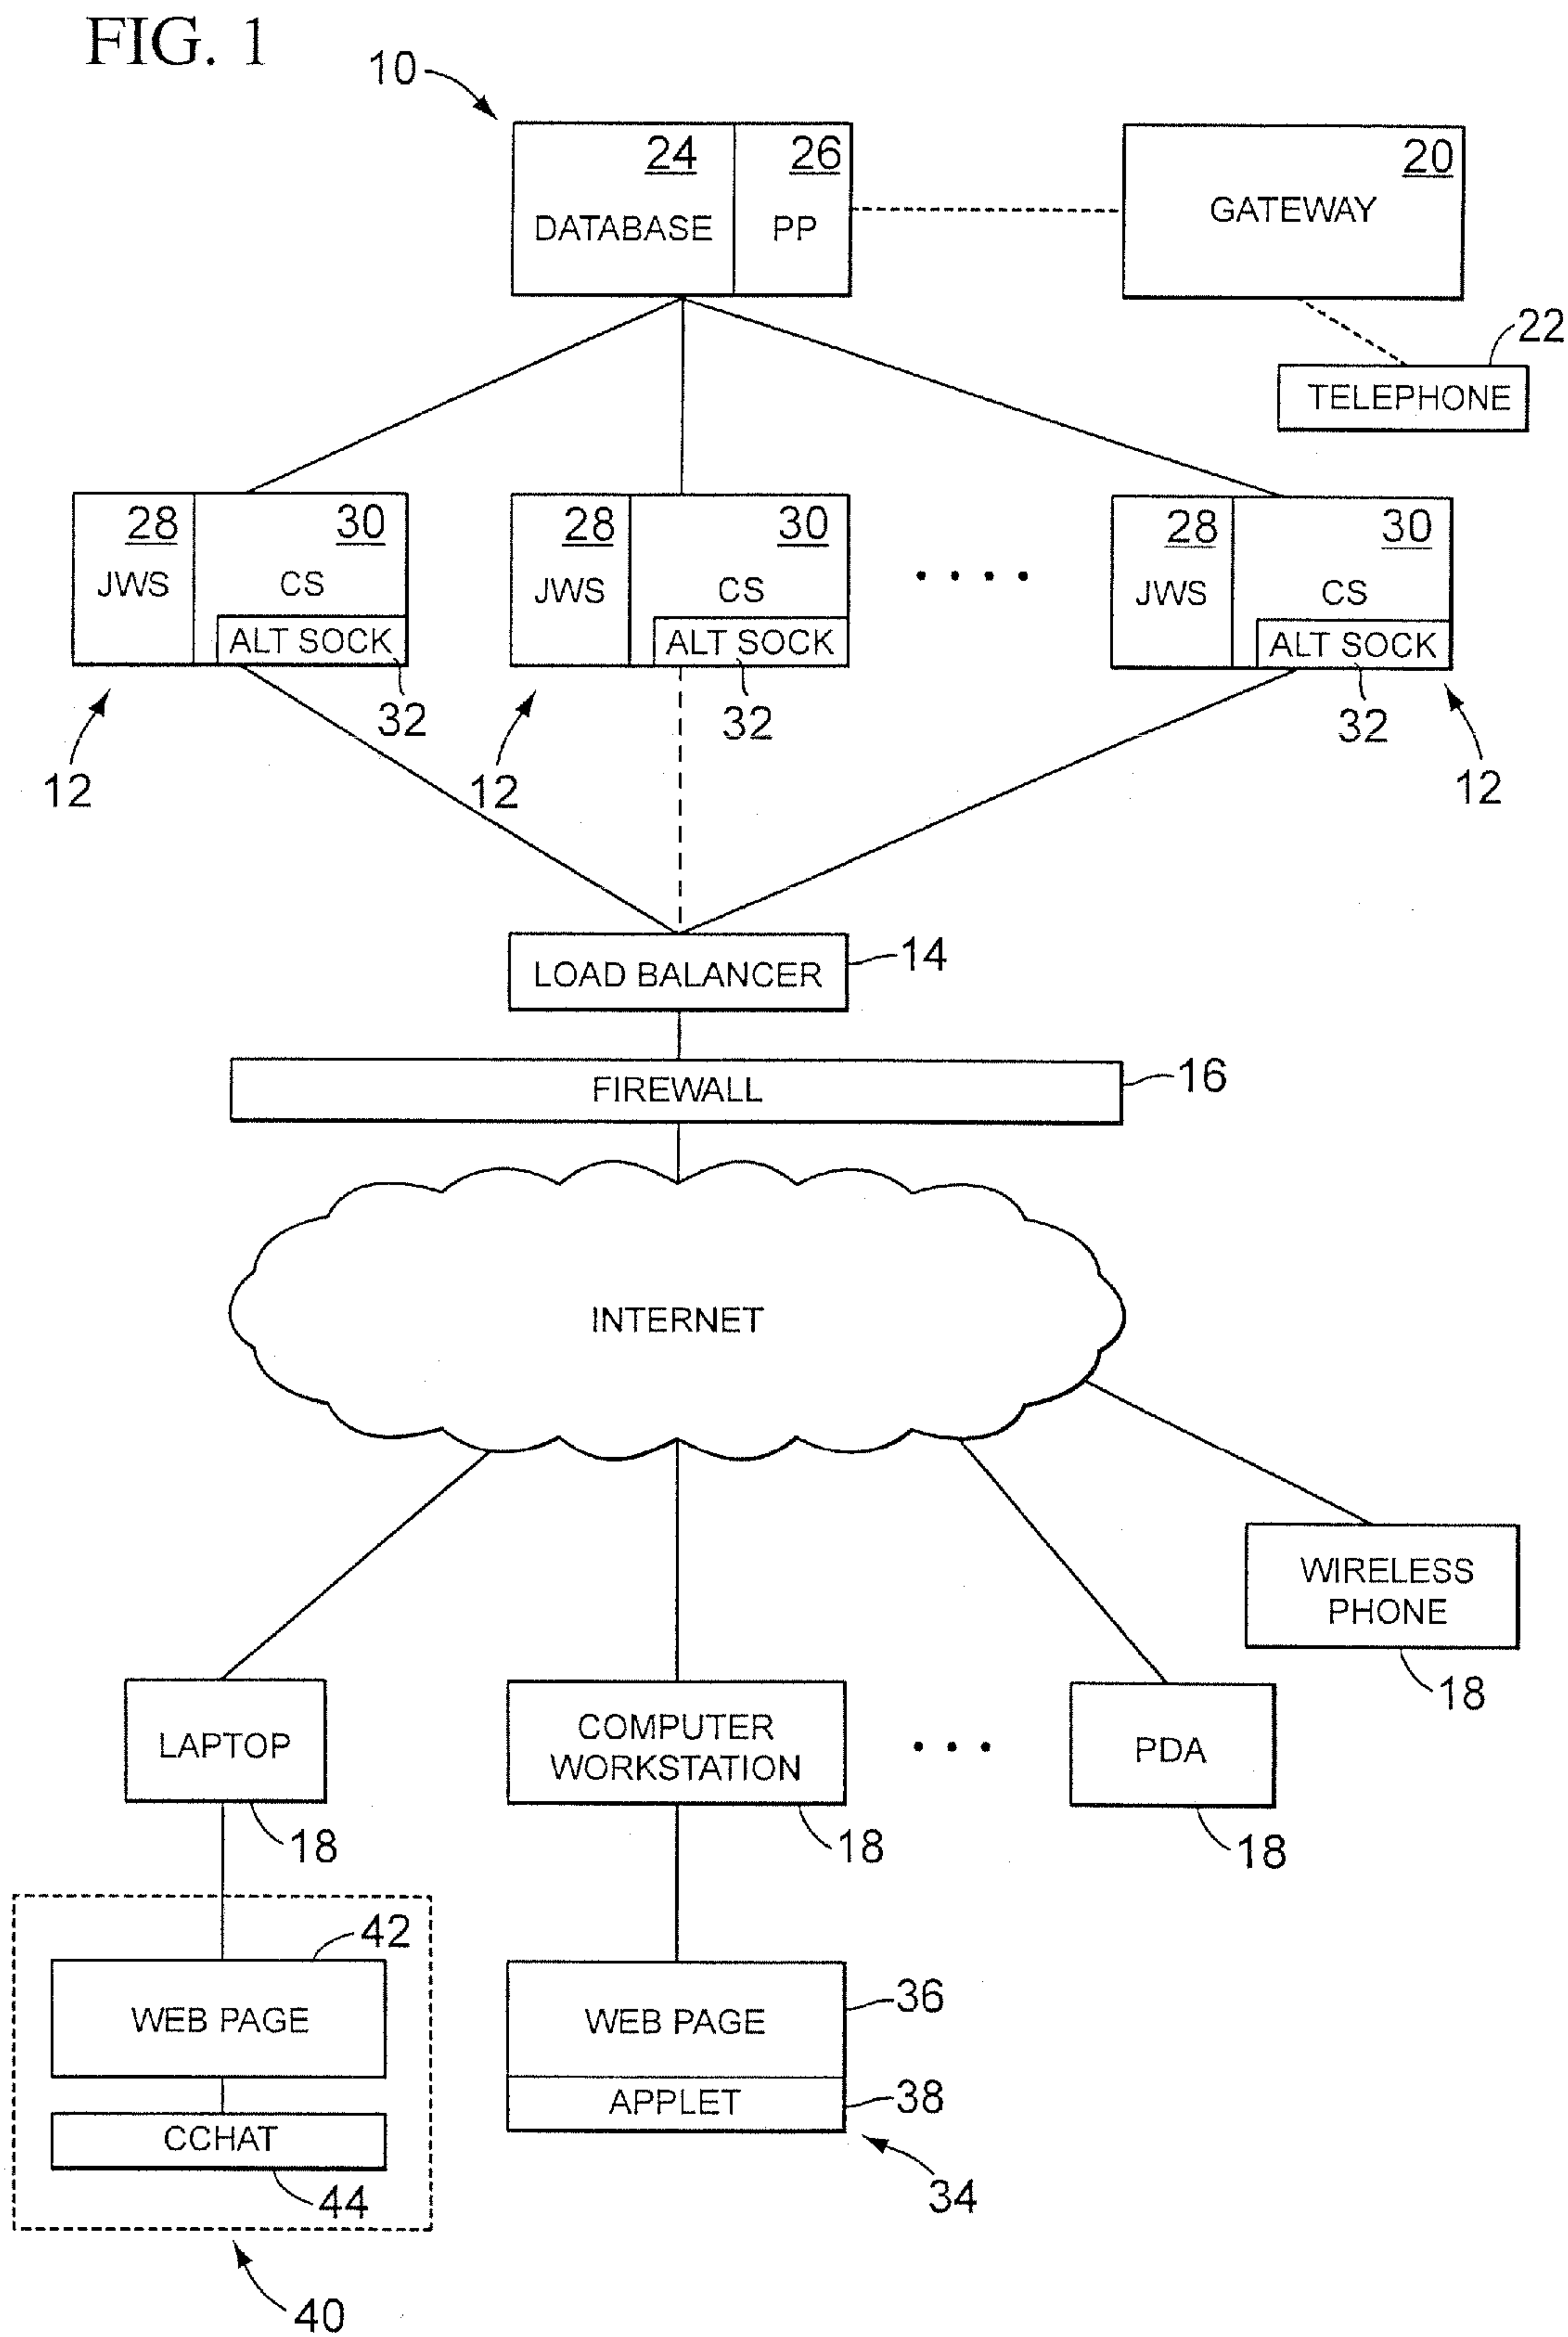 FIG. 1
10
24
26
DATABASE
PP
20
GATEWAY
22
TELEPHONE
28
30
JWS
CS
ALT SOCK
32
12
28
30
JWS
CS
ALT SOCK
32
12
28
30
JWS
CS
ALT SOCK
32
12
LOAD BALANCER
14
FIREWALL
16
INTERNET
WIRELESS
PHONE
18
LAPTOP
18
COMPUTER
WORKSTATION
18
PDA
18
42
WEB PAGE
CCHAT
44
40
WEB PAGE
36
APPLET
38
34